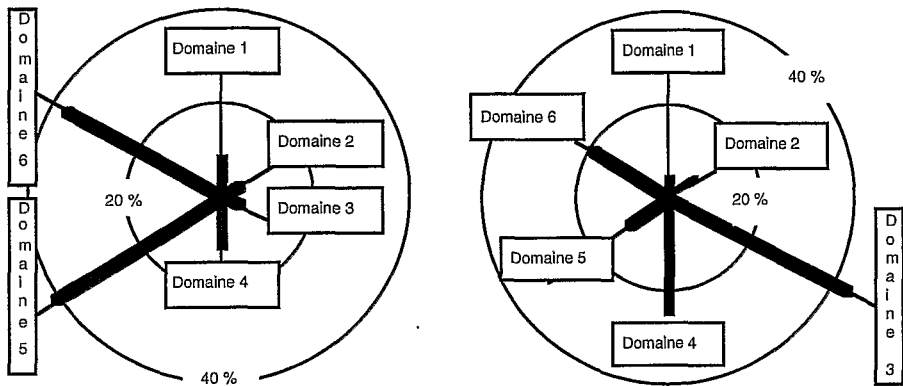 Domaine 6
Domaine 1
Domaine 2
20 %
Domaine 3
Domaine 5
Domaine 4
40 %
Domaine 1
40 %
Domaine 6
Domaine 2
20 %
Domaine 5
Domaine 4
Domaine 3